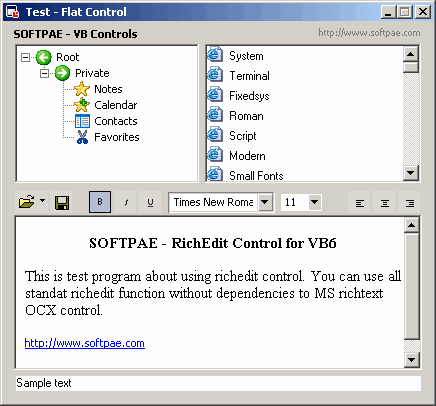 Test - Flat Control
SOFTPAE - VB Controls
http://www.softpae.com
Root
Private
Notes
Calendar
Contacts
Favorites
System
Terminal
Fixedsys
Roman
Script
Modern
Small Fonts
B I U Times New Roma 11
SOFTPAE - RichEdit Control for VB6
This is test program about using richedit control. You can use all
standat richedit function without dependencies to MS richtext
OCX control.
http://www.softpae.com
Sample text